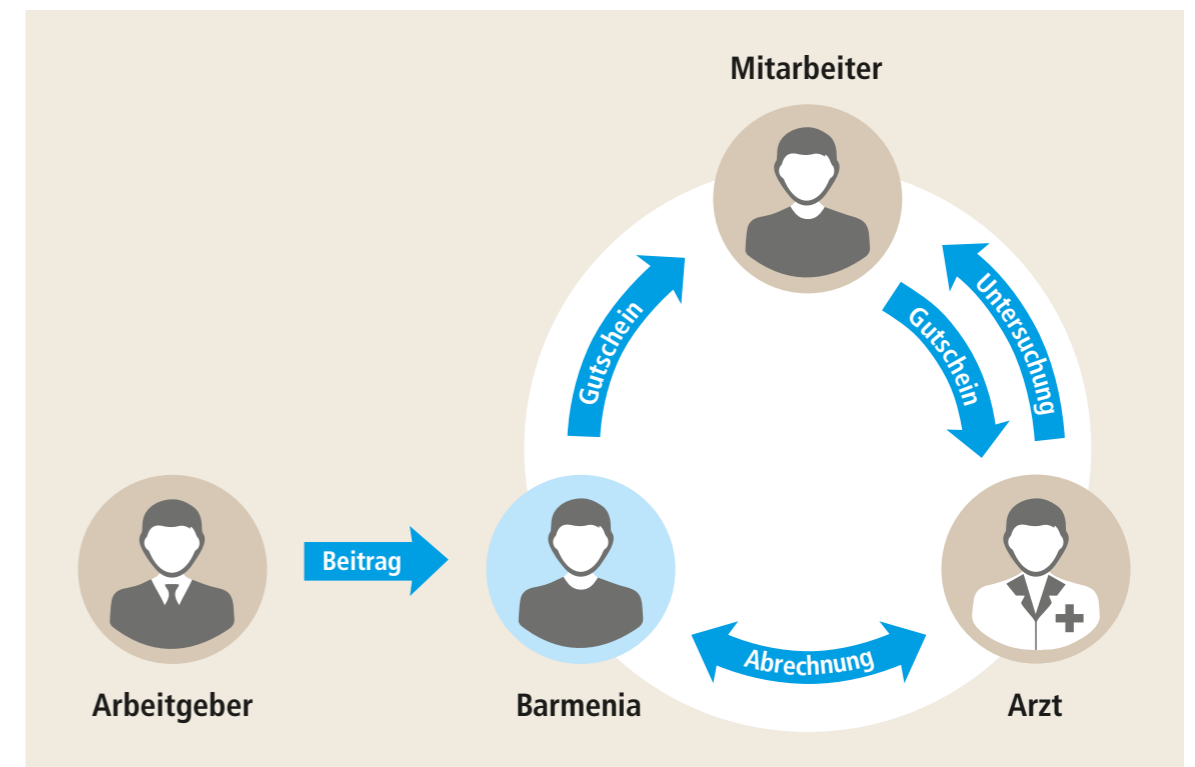 Mitarbeiter
Gutschein
Gutschein
Untersuchung
Beitrag
Abrechnung
Arbeitgeber
Barmenia
Arzt